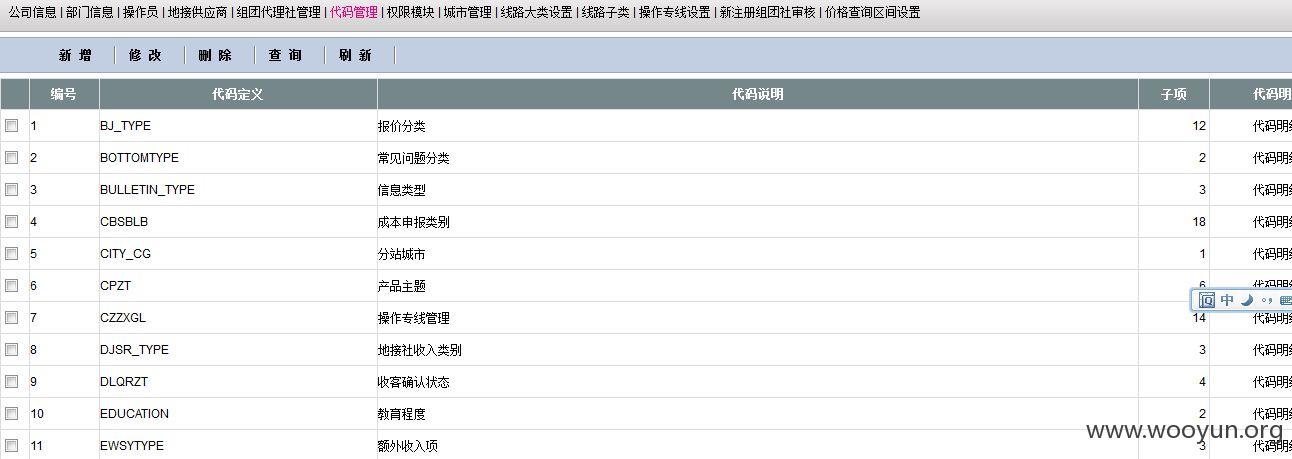 公司信息 | 部门信息 | 操作员 | 地接供应商 | 组团代理社管理 | 代码管理 | 权限模块 | 城市管理 | 线路大类设置 | 线路子类 | 操作专线设置 | 新注册组团社审核 | 价格查询区间设置
新 增 修 改 删 除 查 询 刷 新
编号 代码定义 代码说明 子项 代码明
1 BJ_TYPE 报价分类 12 代码明
2 BOTTOMTYPE 常见问题分类 2 代码明
3 BULLETIN_TYPE 信息类型 3 代码明
4 CBSBLB 成本申报类别 18 代码明
5 CITY_CG 分站城市 1 代码明
6 CPZT 产品主题 6 代码明
中
7 CZZXGL 操作专线管理 14 代码明
8 DJSR_TYPE 地接社收入类别 3 代码明
9 DLQRZT 收客确认状态 4 代码明
10 EDUCATION 教育程度 2 代码明
11 EWSYTYPE 额外收入项 3 代码明
www.wooyun.org